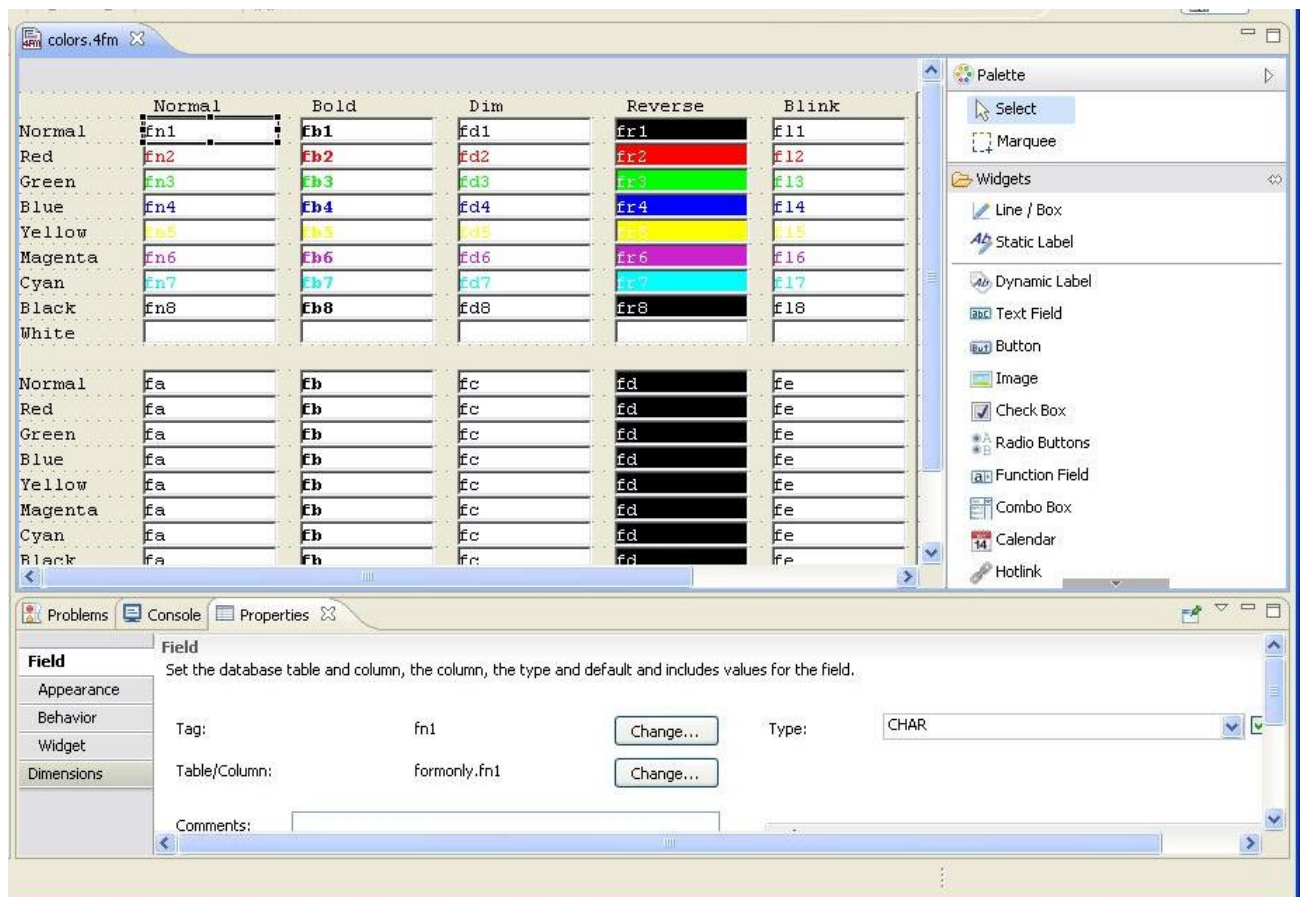 colors.4fm
Normal Bold Dim Reverse Blink
Normal fn1 fb1 fd1 fr1 fl1
Red fn2 fb2 fd2 fr2 fl2
Green fn3 fb3 fd3 fr3 fl3
Blue fn4 fb4 fd4 fr4 fl4
Yellow fn5 fb5 fd5 fr5 fl5
Magenta fn6 fb6 fd6 fr6 fl6
Cyan fn7 fb7 fd7 fr7 fl7
Black fn8 fb8 fd8 fr8 fl8
White
Normal fa fb fc fd fe
Red fa fb fc fd fe
Green fa fb fc fd fe
Blue fa fb fc fd fe
Yellow fa fb fc fd fe
Magenta fa fb fc fd fe
Cyan fa fb fc fd fe
Black fa fb fc fd fe
Palette
Select
Marquee
Widgets
Line / Box
Static Label
Dynamic Label
Text Field
Button
Image
Check Box
Radio Buttons
Function Field
Combo Box
Calendar
Hotlink
Problems Console Properties
Field
Appearance
Behavior
Widget
Dimensions
Field
Set the database table and column, the column, the type and default and includes values for the field.
Tag: fn1 Change... Type: CHAR
Table/Column: formonly.fn1 Change...
Comments: